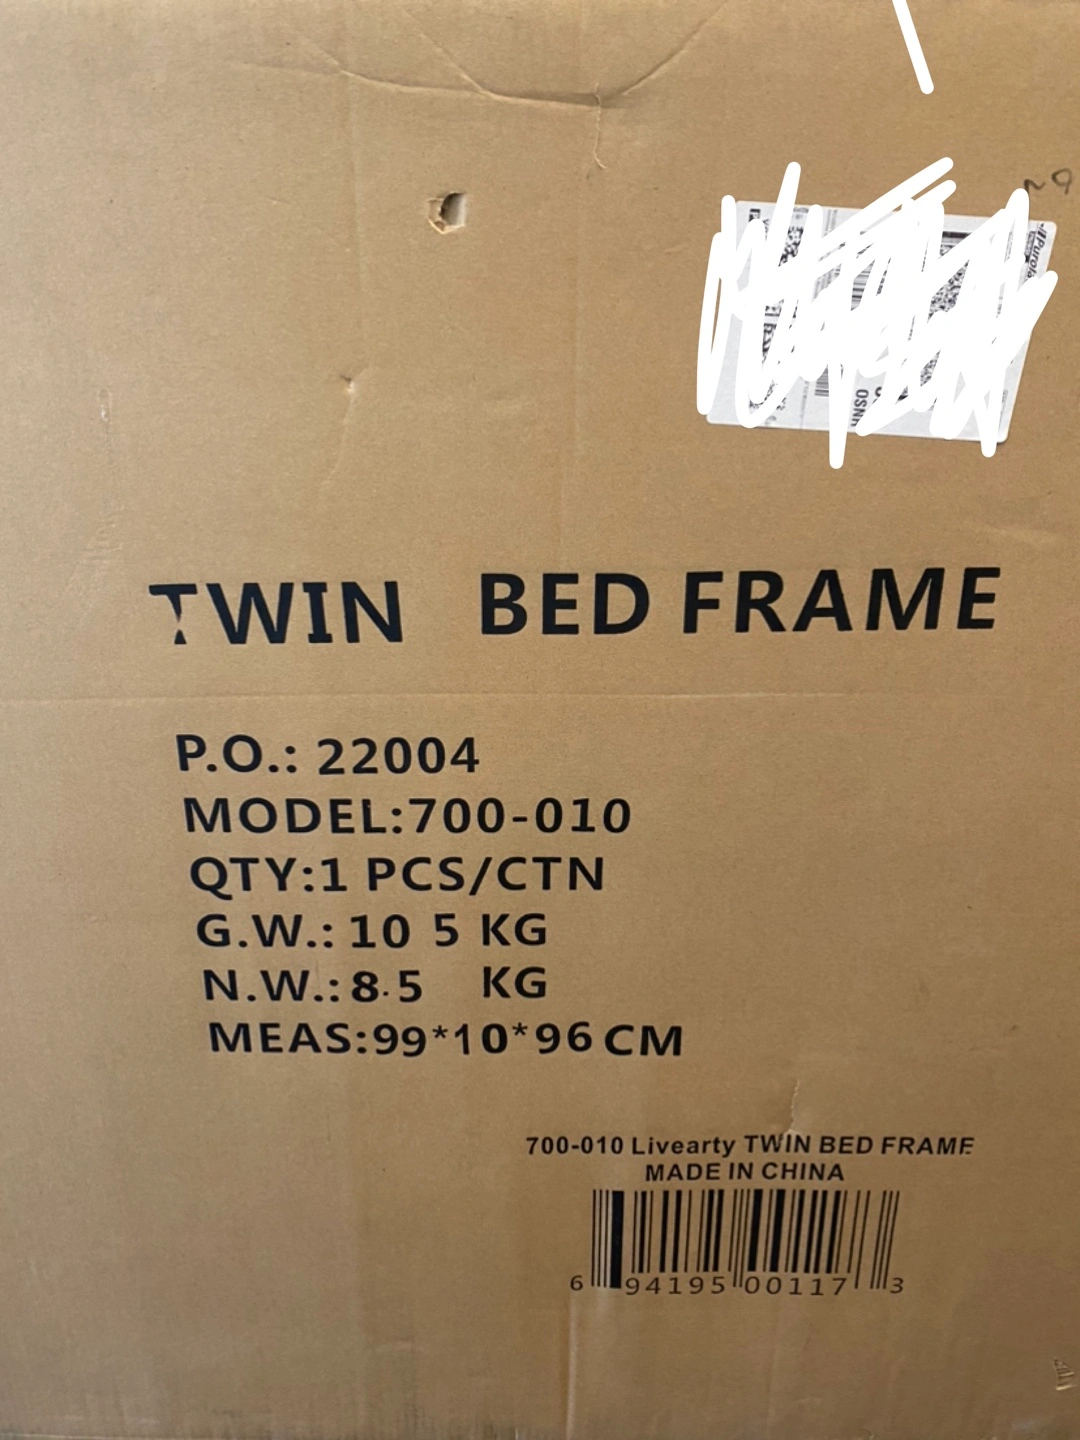 OSNH
TWIN BED FRAME
P.O.: 22004
MODEL:700-010
QTY:1 PCS/CTN
G.W.: 10 5 KG
N.W.: 8.5 KG
MEAS:99*10*96 CM
700-010 Livearty TWIN BED FRAME
MADE IN CHINA
6 94195 00117 3